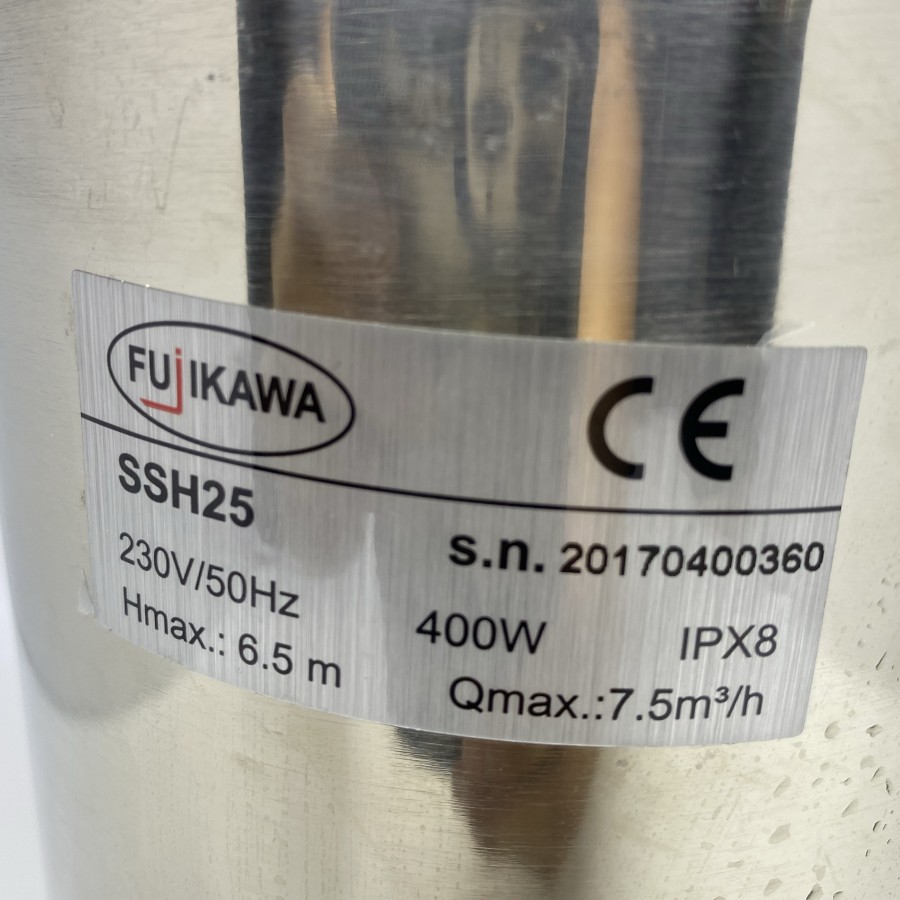 FUjIKAWA
CE
SSH25
s.n. 20170400360
230V/50Hz
400W
IPX8
Hmax.: 6.5 m
Qmax.:7.5m³/h